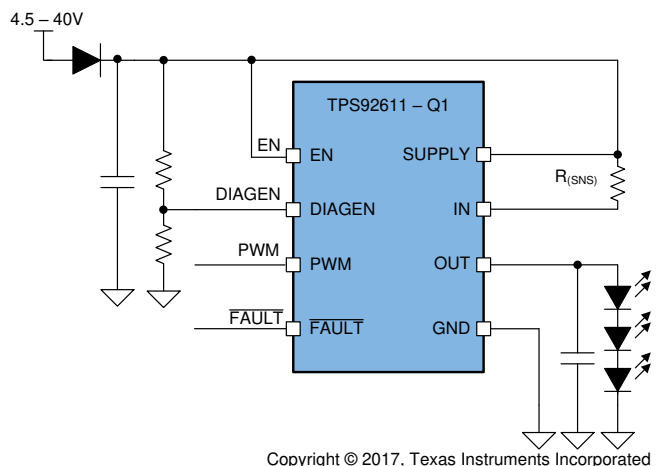 4.5 – 40V
TPS92611 – Q1
EN
EN
SUPPLY
R(SNS)
DIAGEN
DIAGEN
IN
PWM
PWM
OUT
FAULT
FAULT
GND
Copyright © 2017, Texas Instruments Incorporated